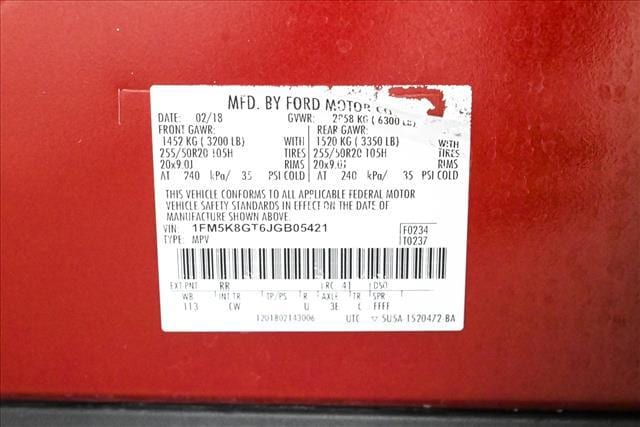 MFD. BY FORD MOTOR CO
DATE: 02/18 GVWR: 2858 KG ( 6300 LB)
FRONT GAWR: REAR GAWR:
1452 KG ( 3200 LB) WITH 1520 KG ( 3350 LB) WITH
255/50R20 105H TIRES 255/50R20 105H TIRES
20x9.0J RIMS 20x9.0J RIMS
AT 240 kPa/ 35 PSI COLD AT 240 kPa/ 35 PSI COLD
THIS VEHICLE CONFORMS TO ALL APPLICABLE FEDERAL MOTOR
VEHICLE SAFETY STANDARDS IN EFFECT ON THE DATE OF
MANUFACTURE SHOWN ABOVE.
VIN: 1FM5K8GT6JGB05421 F0234
TYPE: MPV T0237
EXT PNT RR RC: 41 DSO
WB INT TR TP/PS R AXLE TR SPR
113 CW U 3E C FFFF
1201802143006 UTC 5U5A-1520472-BA